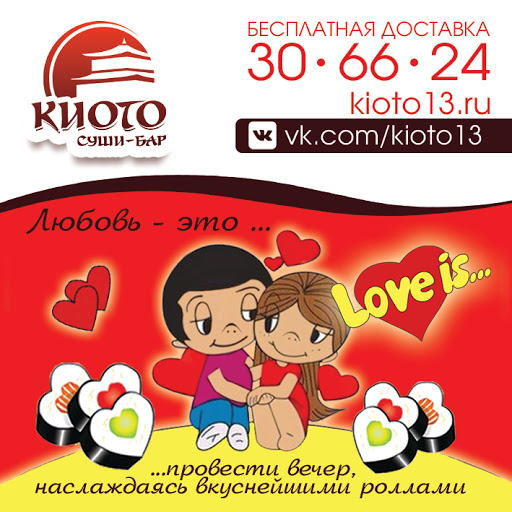 КИОТО
СУШИ-БАР
БЕСПЛАТНАЯ ДОСТАВКА
30·66·24
kioto13.ru
vk.com/kioto13
Любовь - это ...
Love is...
...провести вечер,
наслаждаясь вкуснейшими роллами